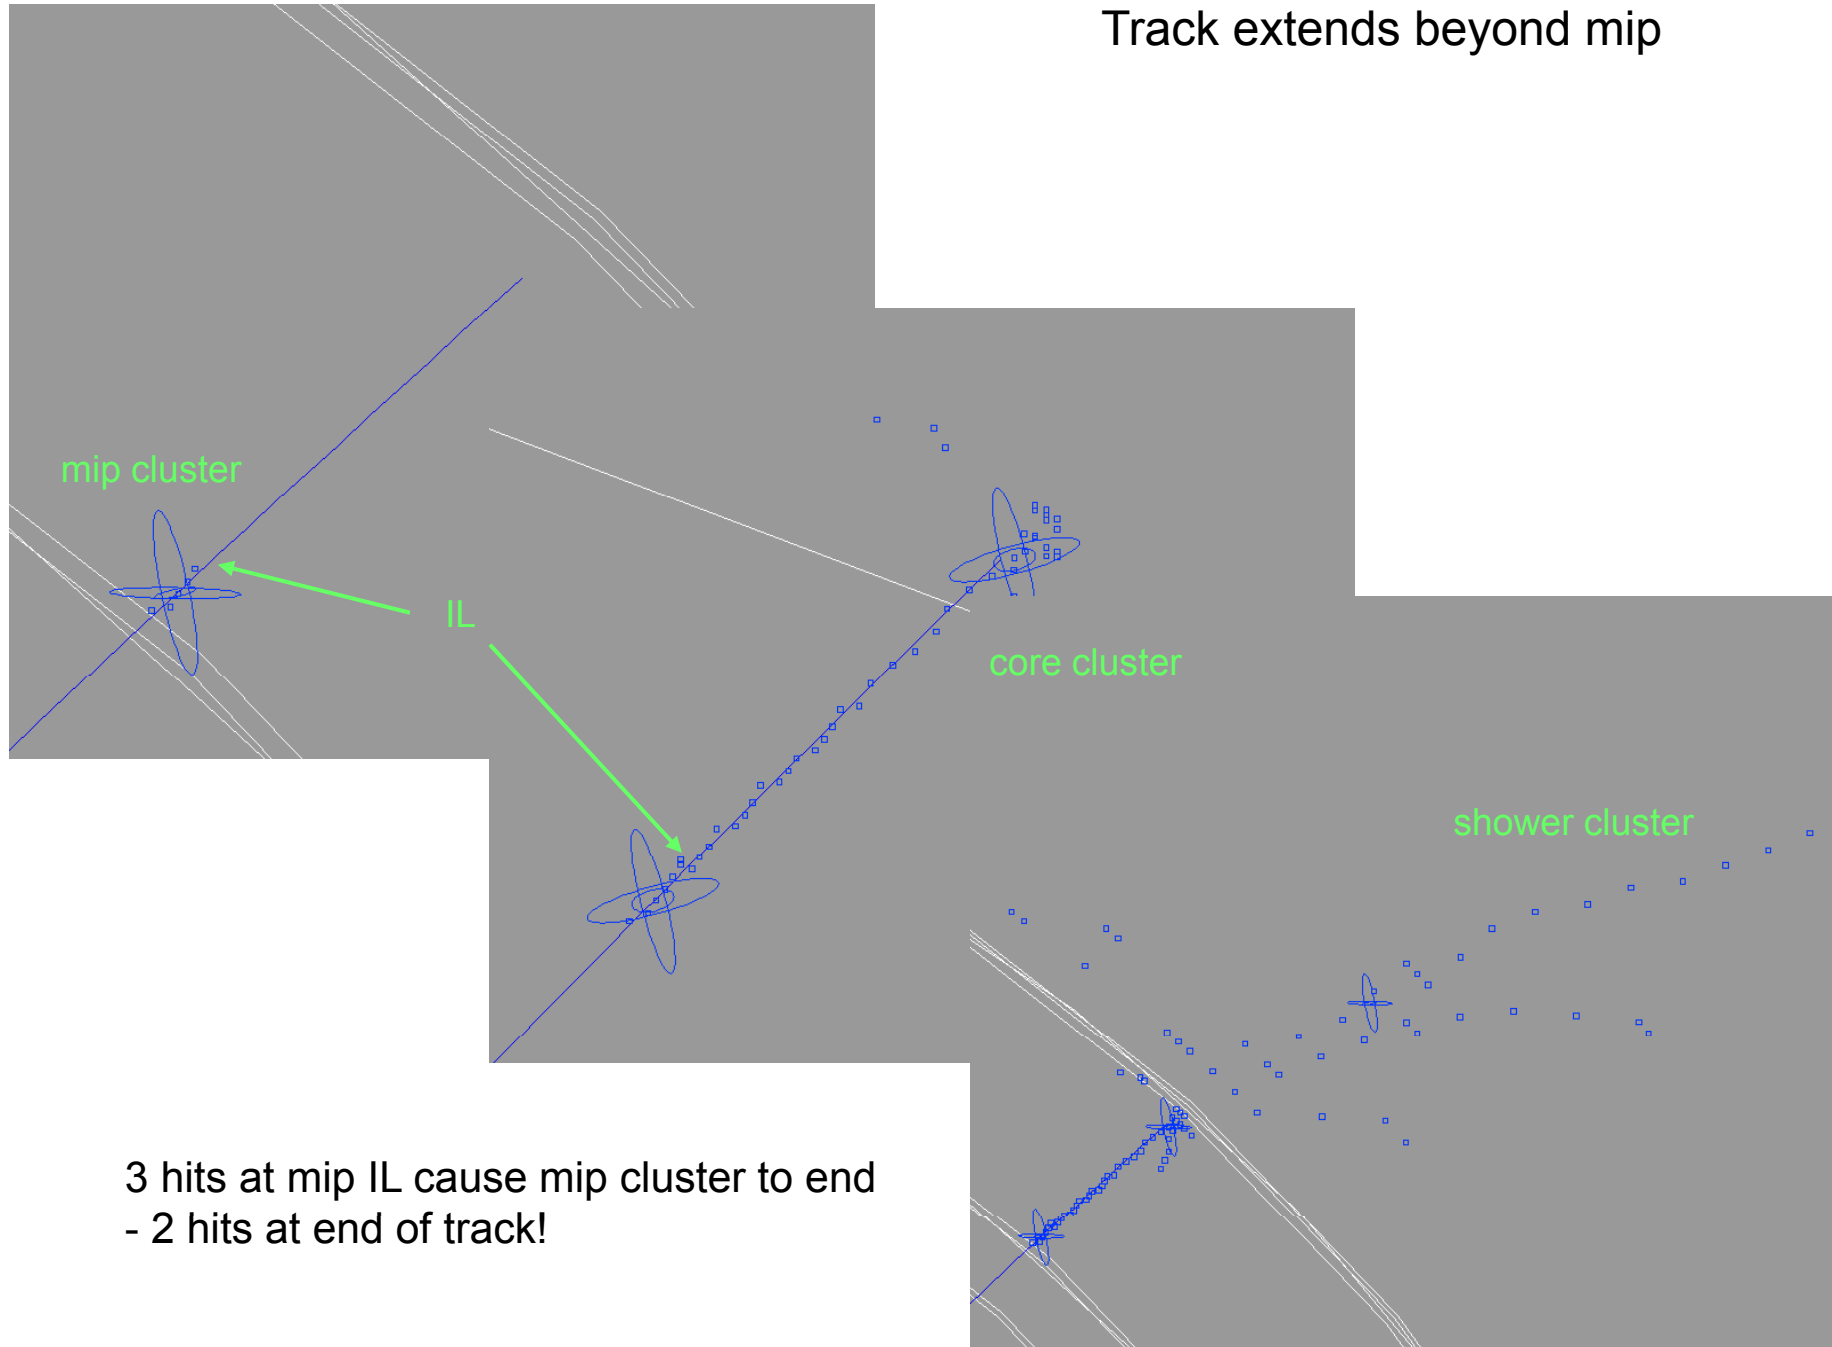 Track extends beyond mip
mip cluster
IL
core cluster
shower cluster
3 hits at mip IL cause mip cluster to end
- 2 hits at end of track!